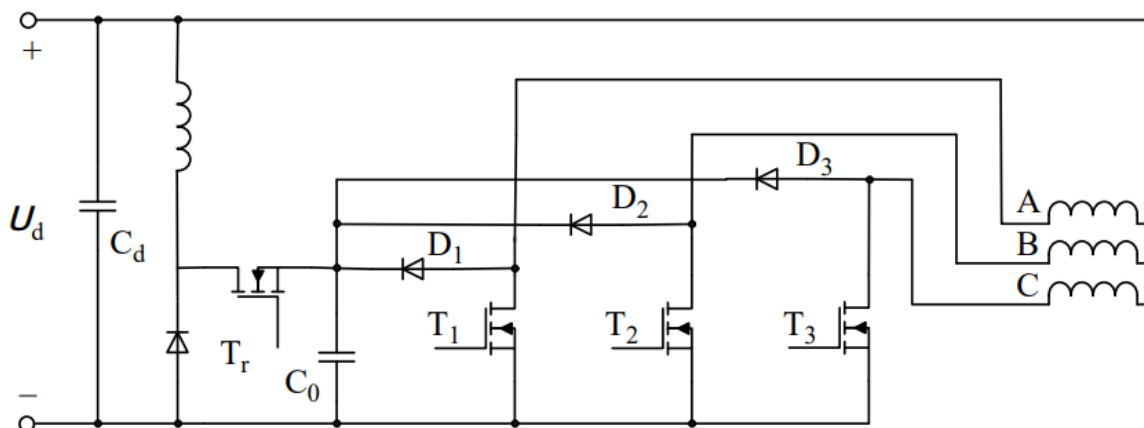 +
U_d
C_d
−
T_r
C_0
D_1
D_2
D_3
T_1
T_2
T_3
A
B
C